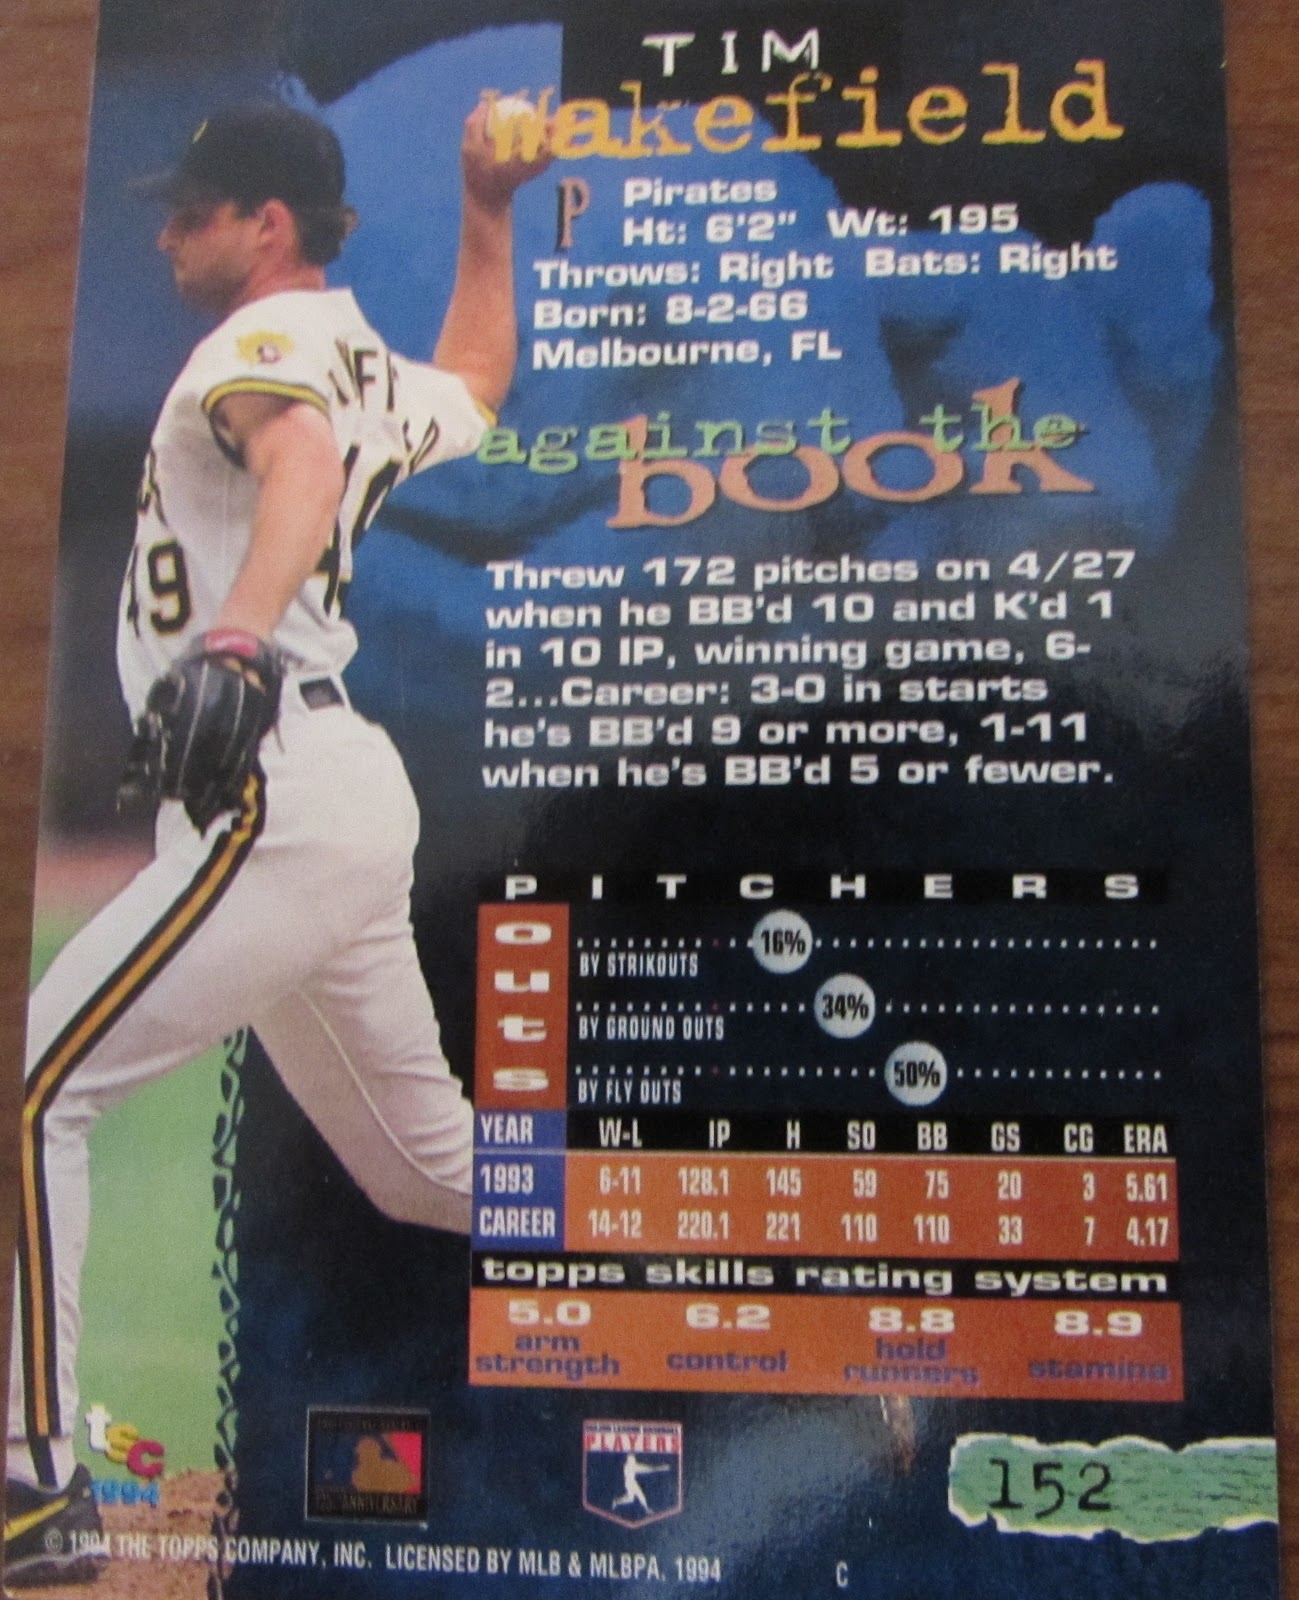 TIM
Wakefield
P
Pirates
Ht: 6'2" Wt: 195
Throws: Right Bats: Right
Born: 8-2-66
Melbourne, FL
against the
book
Threw 172 pitches on 4/27
when he BB'd 10 and K'd 1
in 10 IP, winning game, 6-
2...Career: 3-0 in starts
he's BB'd 9 or more, 1-11
when he's BB'd 5 or fewer.
PITCHERS
outs
16%
BY STRIKOUTS
34%
BY GROUND OUTS
50%
BY FLY OUTS
YEAR W-L IP H SO BB GS CG ERA
1993 6-11 128.1 145 59 75 20 3 5.61
CAREER 14-12 220.1 221 110 110 33 7 4.17
topps skills rating system
5.0 6.2 8.8 8.9
arm strength control hold runners stamina
49
tsc
1994
ANNIVERSARY
MAJOR LEAGUE BASEBALL
PLAYERS
152
© 1994 THE TOPPS COMPANY, INC. LICENSED BY MLB & MLBPA, 1994 C